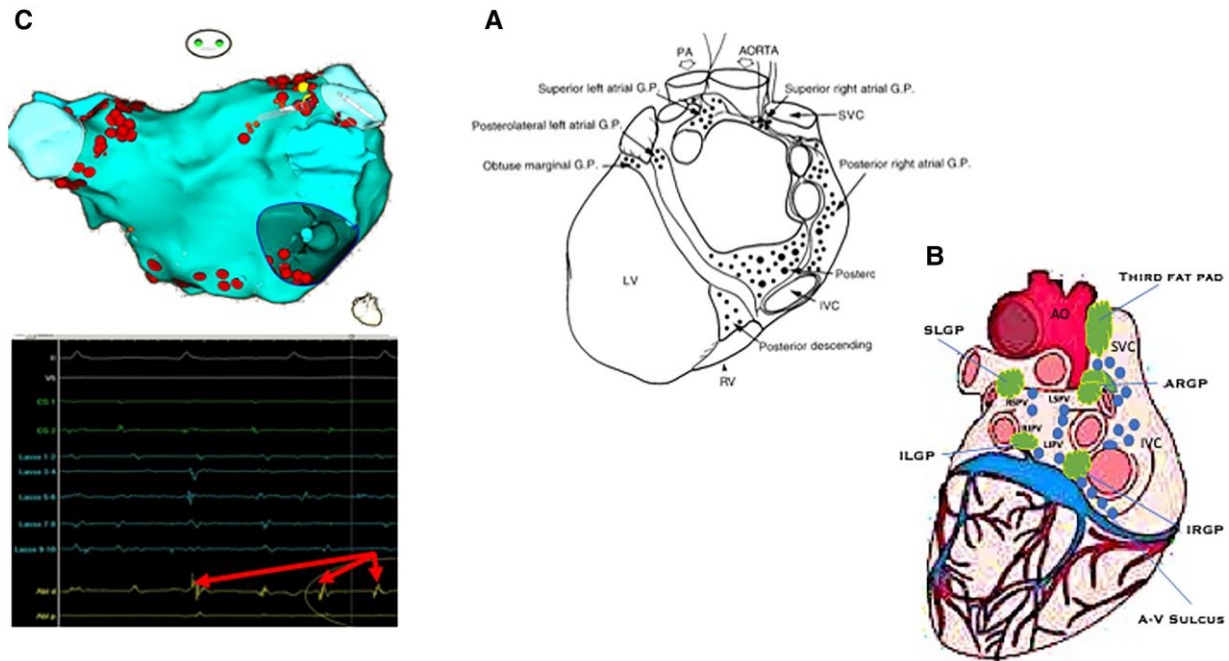 C
A
PA
AORTA
Superior left atrial G.P.
Superior right atrial G.P.
SVC
Posterolateral left atrial G.P.
Obtuse marginal G.P.
Posterior right atrial G.P.
LV
Posterc
IVC
Posterior descending
RV
B
THIRD FAT PAD
AO
SLGP
SVC
ARGP
RSPV
LSPV
RIPV
LIPV
IVC
ILGP
IRGP
A-V SULCUS
V5
CS 1
CS 2
Lasso 1-2
Lasso 3-4
Lasso 5-6
Lasso 7-8
Lasso 9-10
Abl d
Abl p